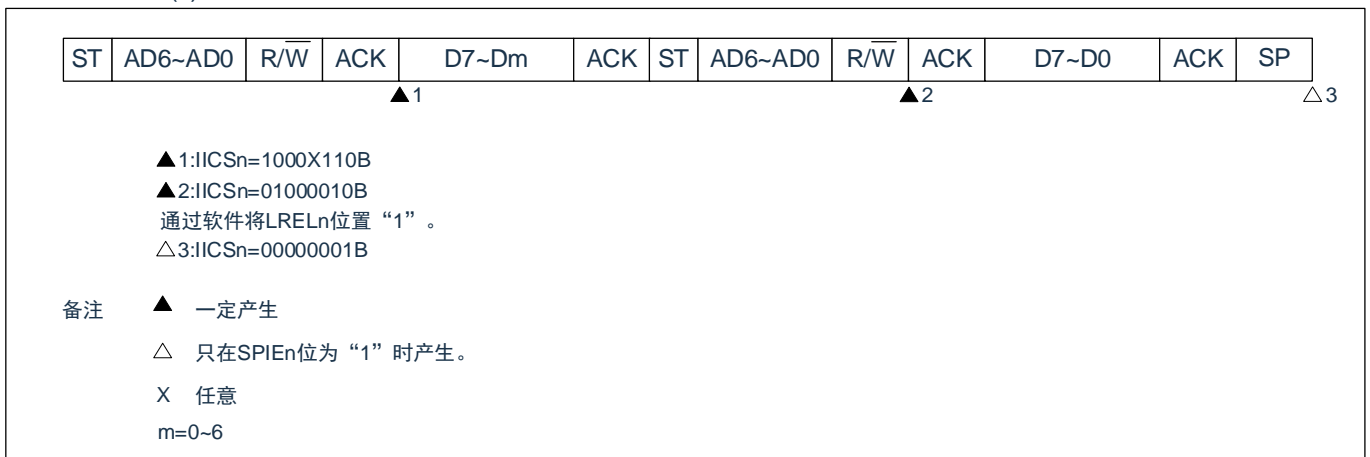 ST AD6~AD0 R/W̅ ACK D7~Dm ACK ST AD6~AD0 R/W̅ ACK D7~D0 ACK SP
▲1 ▲2 △3
▲1:IICSn=1000X110B
▲2:IICSn=01000010B
通过软件将LRELn位置“1”。
△3:IICSn=00000001B
备注 ▲ 一定产生
△ 只在SPIEn位为“1”时产生。
X 任意
m=0~6